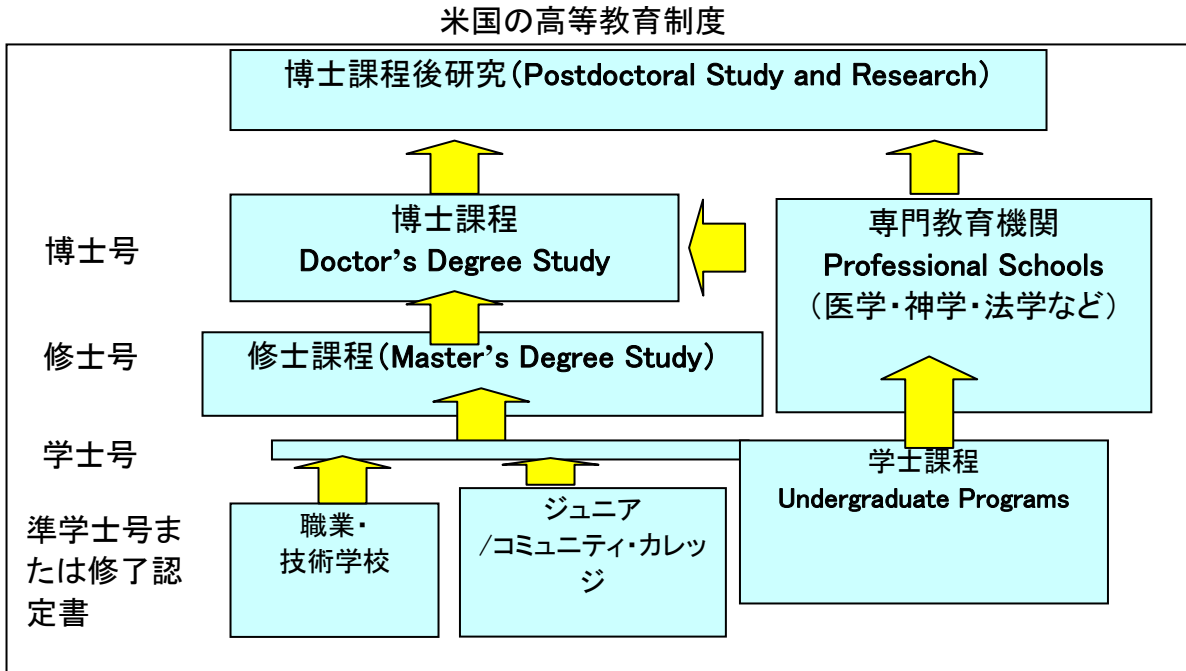 米国の高等教育制度
博士課程後研究(Postdoctoral Study and Research)
博士号
博士課程
Doctor’s Degree Study
専門教育機関
Professional Schools
(医学・神学・法学など)
修士号
修士課程(Master’s Degree Study)
学士号
学士課程
Undergraduate Programs
準学士号ま
たは修了認
定書
職業・
技術学校
ジュニア
/コミュニティ・カレッ
ジ